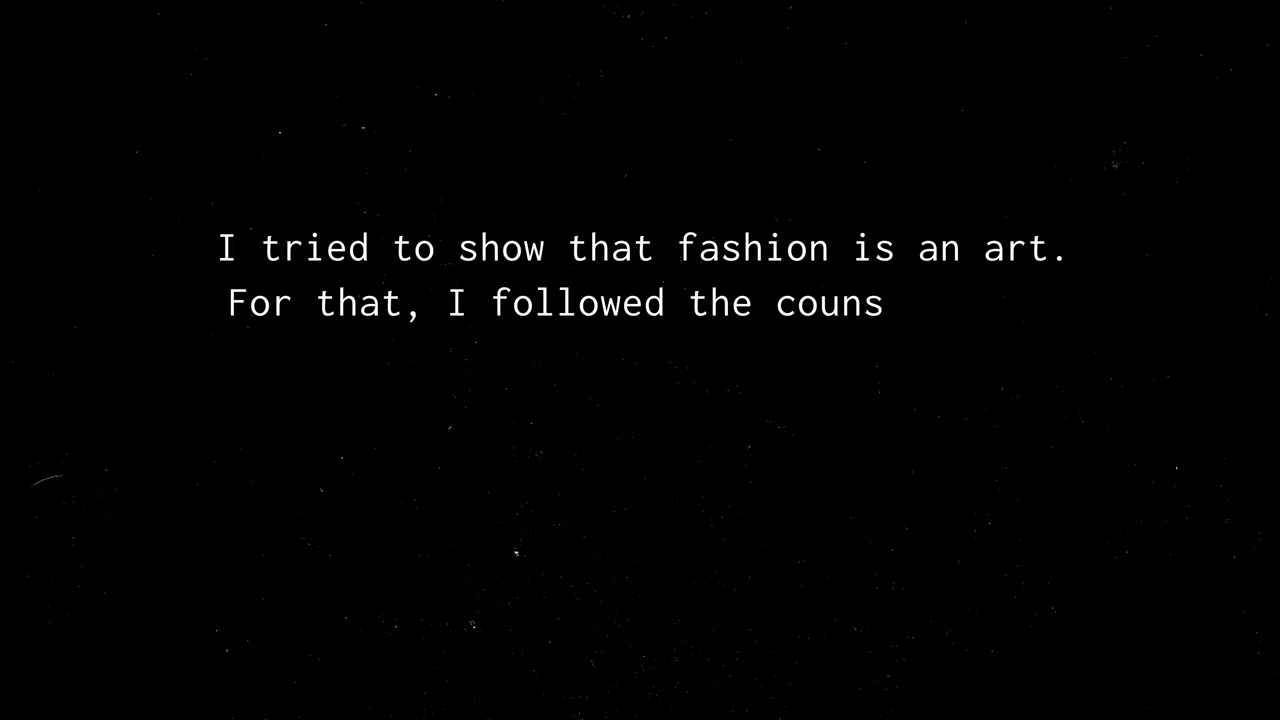 I tried to show that fashion is an art.
For that, I followed the couns